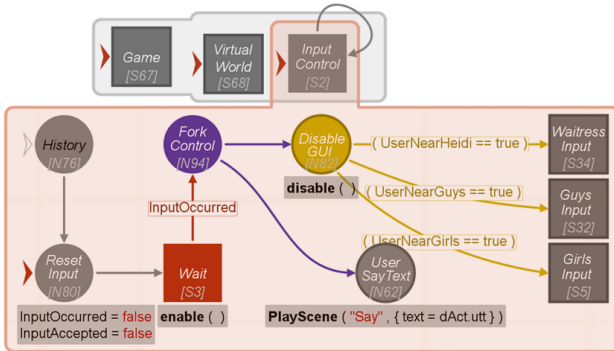 Game
[S67]
Virtual
World
[S68]
Input
Control
[S2]
History
[N76]
Fork
Control
[N94]
Disable
GUI
[N82]
disable ( )
( UserNearHeidi == true )
Waitress
Input
[S34]
( UserNearGuys == true )
Guys
Input
[S32]
InputOccurred
( UserNearGirls == true )
Reset
Input
[N80]
Wait
[S3]
User
SayText
[N62]
Girls
Input
[S5]
InputOccurred = false
InputAccepted = false
enable ( )
PlayScene ( "Say" , { text = dAct.utt } )